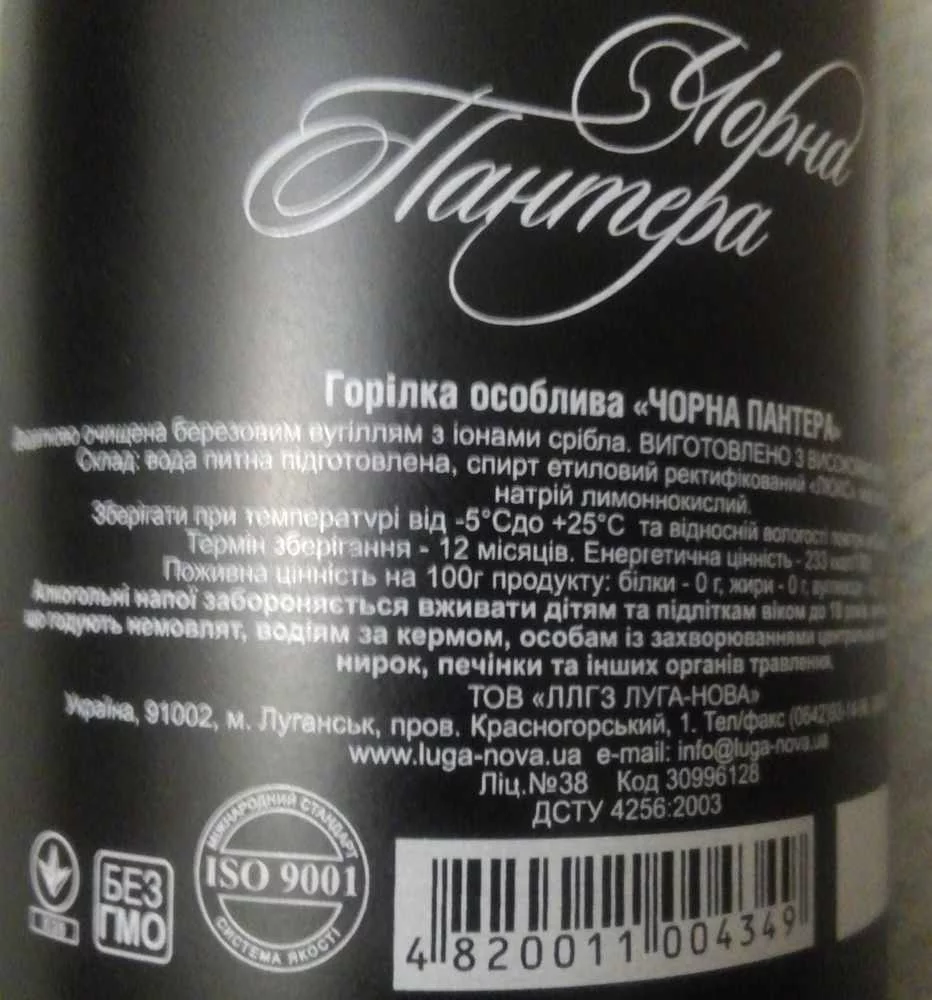 Чорна
Пантера
Горілка особлива «ЧОРНА ПАНТЕРА»
очищена березовим вугіллям з іонами срібла. ВИГОТОВЛЕНО З
Склад: вода питна підготовлена, спирт етиловий ректифікований «ЛЮКС»
натрій лимоннокислий.
Зберігати при температурі від -5°Сдо +25°С та відносній вологості
Термін зберігання - 12 місяців. Енергетична цінність - 233
Поживна цінність на 100г продукту: білки - 0 г, жири - 0 г,
Алкогольні напої забороняється вживати дітям та підліткам віком до 18
що годують немовлят, водіям за кермом, особам із захворюваннями
нирок, печінки та інших органів травлення.
ТОВ «ЛЛГЗ ЛУГА-НОВА»
Україна, 91002, м. Луганськ, пров. Красногорський, 1. Тел/факс (0642)
www.luga-nova.ua e-mail: info@luga-nova.ua
Ліц.№38 Код 30996128
ДСТУ 4256:2003
МІЖНАРОДНИЙ СТАНДАРТ
ISO 9001
СИСТЕМА ЯКОСТІ
БЕЗ
ГМО
4 820011 004349